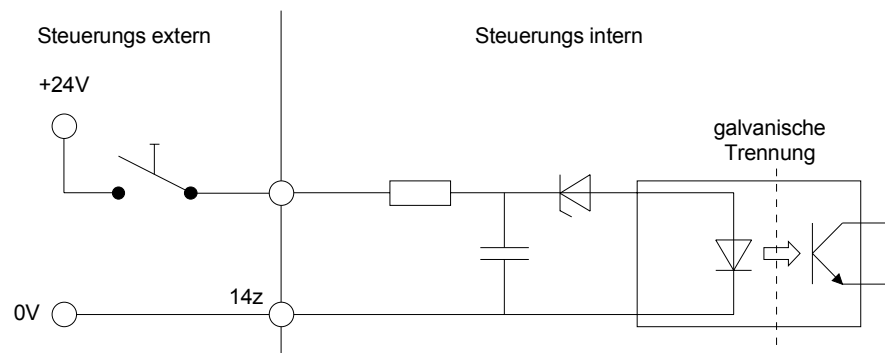 Steuerungs extern
Steuerungs intern
+24V
galvanische
Trennung
14z
0V